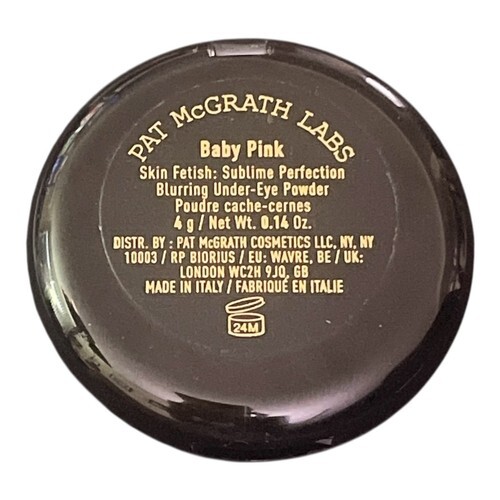 PAT McGRATH LABS
Baby Pink
Skin Fetish: Sublime Perfection
Blurring Under-Eye Powder
Poudre cache-cernes
4 g / Net Wt. 0.14 Oz.
DISTR. BY : PAT McGRATH COSMETICS LLC, NY, NY
10003 / RP BIORIUS / EU: WAVRE, BE / UK:
LONDON WC2H 9JQ, GB
MADE IN ITALY / FABRIQUÉ EN ITALIE
24M